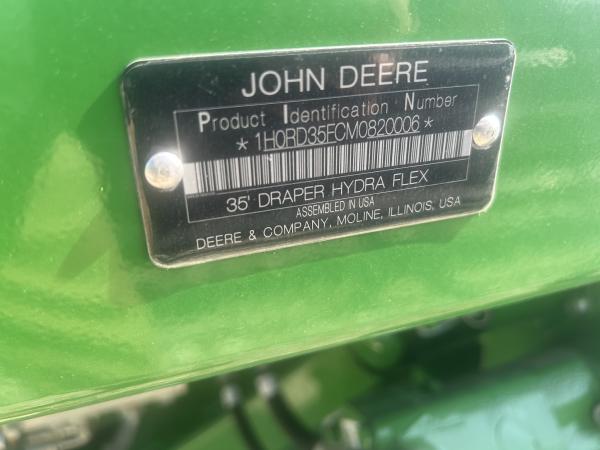 JOHN DEERE
Product Identification Number
*1H0RD35FCM0820006*
35' DRAPER HYDRA FLEX
ASSEMBLED IN USA
DEERE & COMPANY, MOLINE, ILLINOIS, USA